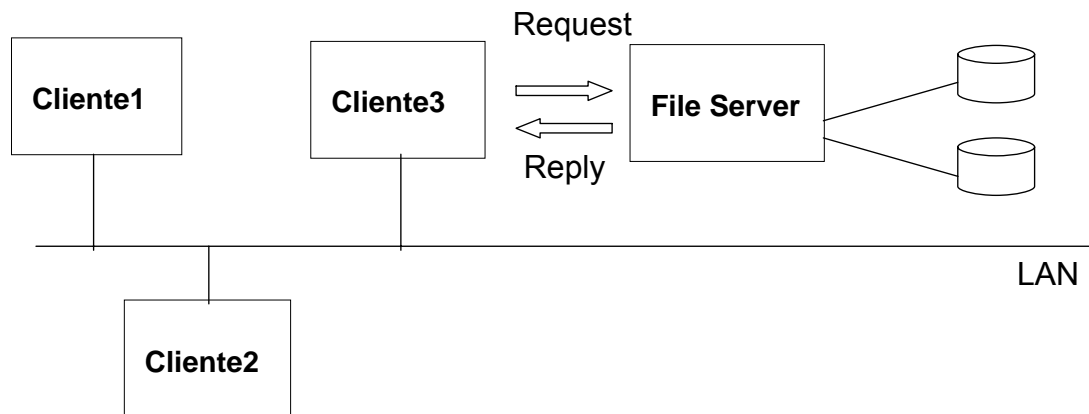 Request
Cliente1
Cliente3
File Server
Reply
LAN
Cliente2